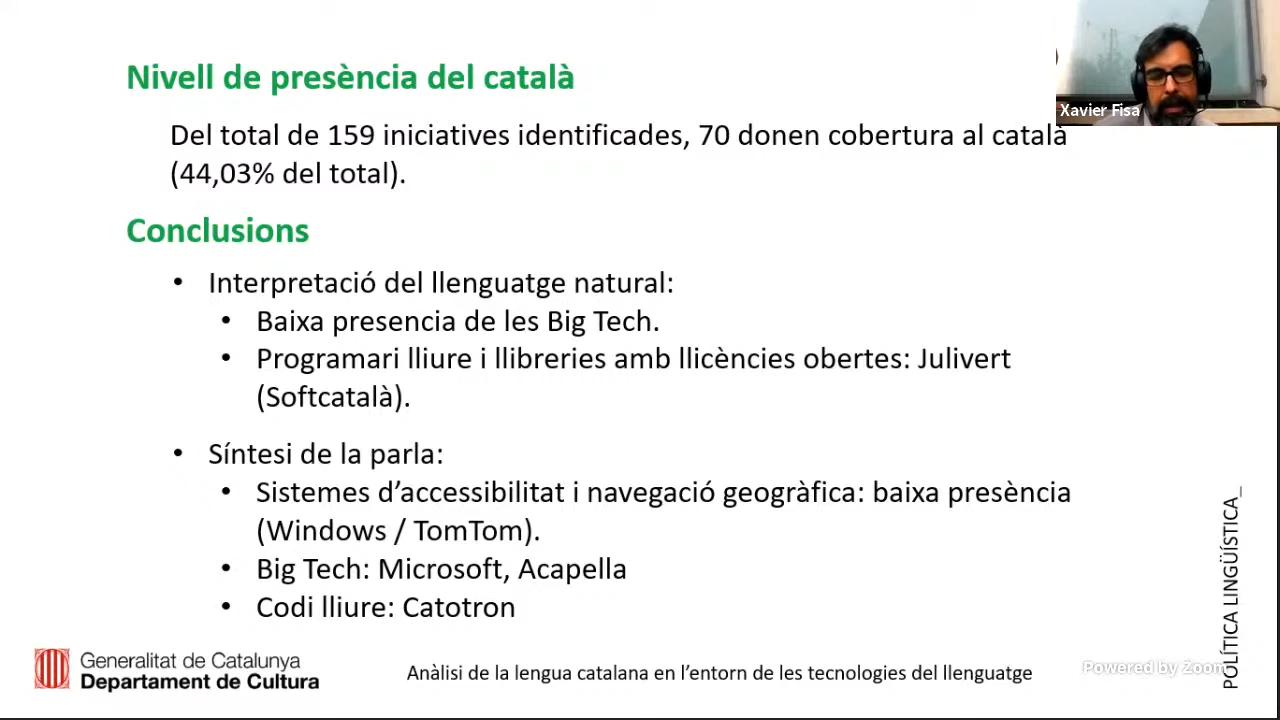 Nivell de presència del català
Xavier Fisa
Del total de 159 iniciatives identificades, 70 donen cobertura al català
(44,03% del total).
Conclusions
• Interpretació del llenguatge natural:
• Baixa presencia de les Big Tech.
• Programari lliure i llibreries amb llicències obertes: Julivert
(Softcatalà).
• Síntesi de la parla:
• Sistemes d’accessibilitat i navegació geogràfica: baixa presència
(Windows / TomTom).
• Big Tech: Microsoft, Acapella
• Codi lliure: Catotron
POLÍTICA LINGÜÍSTICA_
Generalitat de Catalunya
Departament de Cultura
Anàlisi de la lengua catalana en l’entorn de les tecnologies del llenguatge
Powered by Zoom